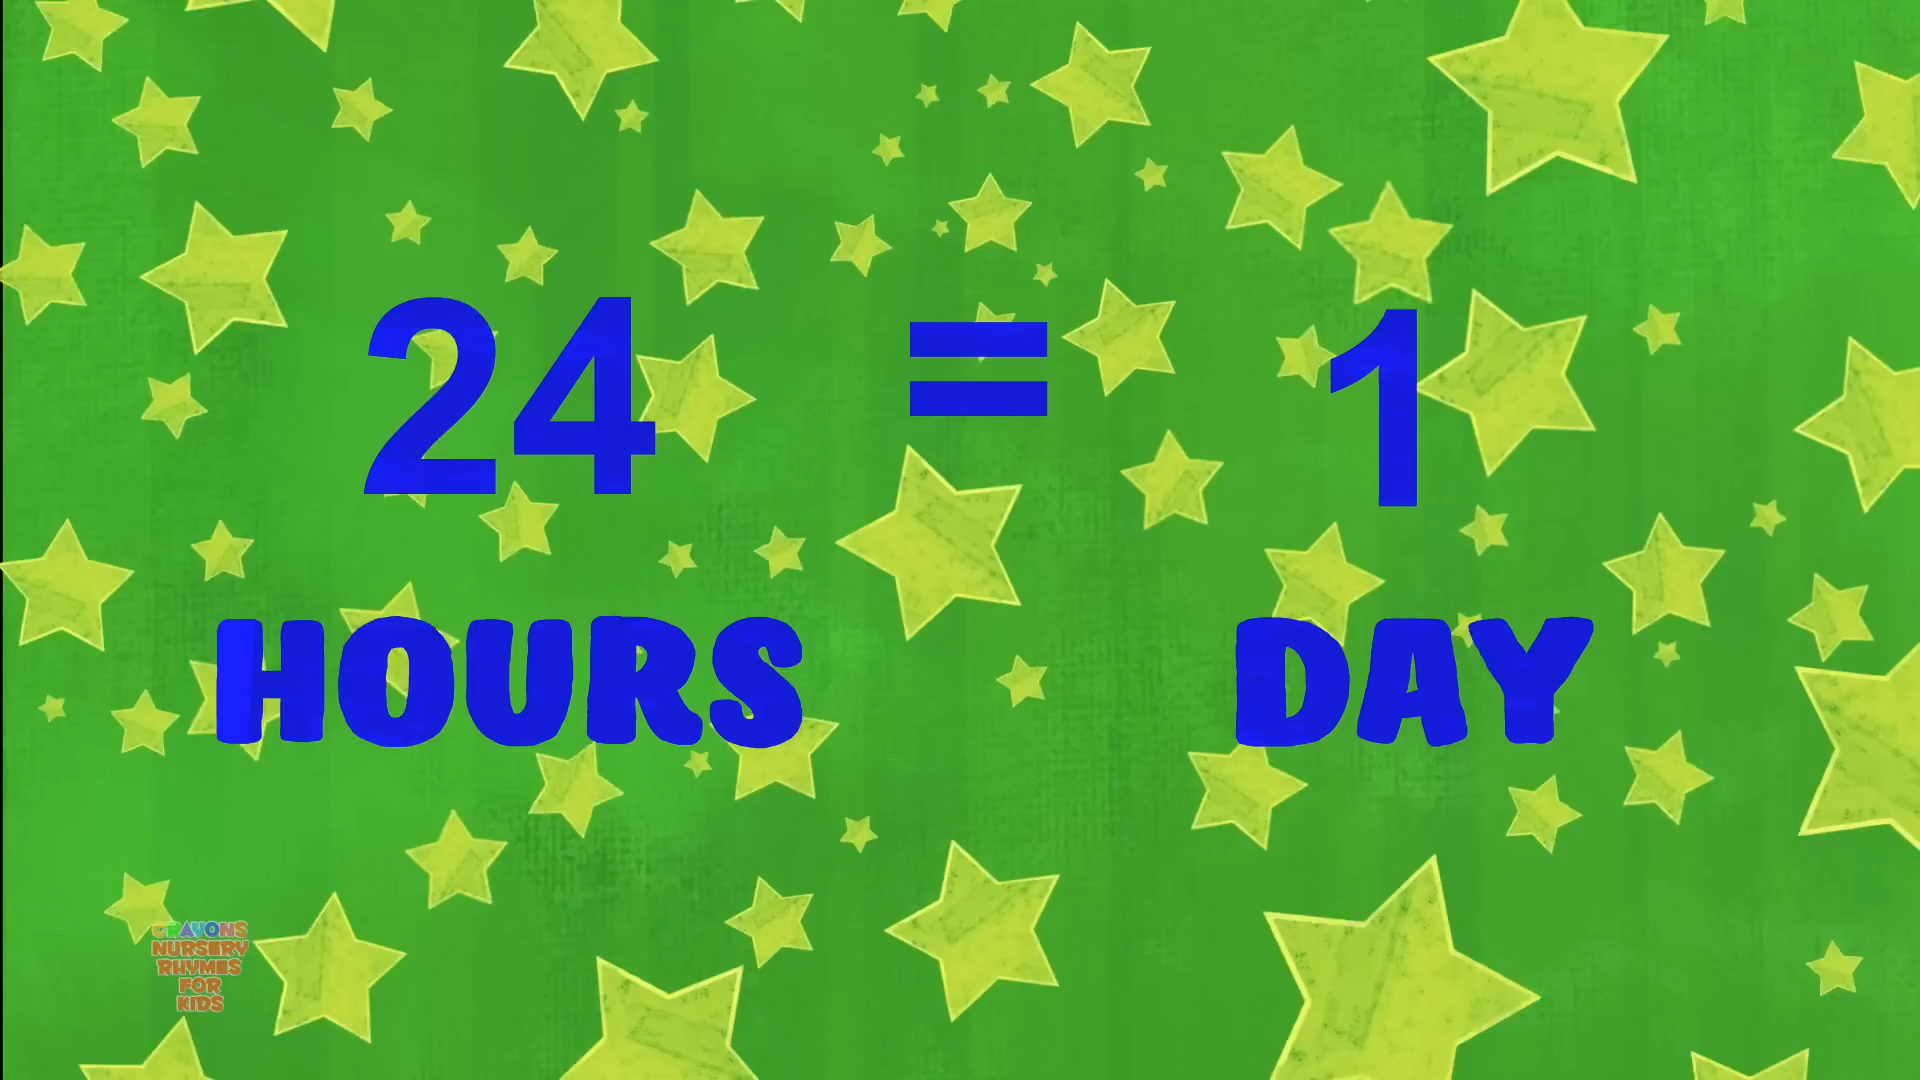 24 = 1
HOURS DAY
CRAYONS
NURSERY
RHYMES
FOR
KIDS